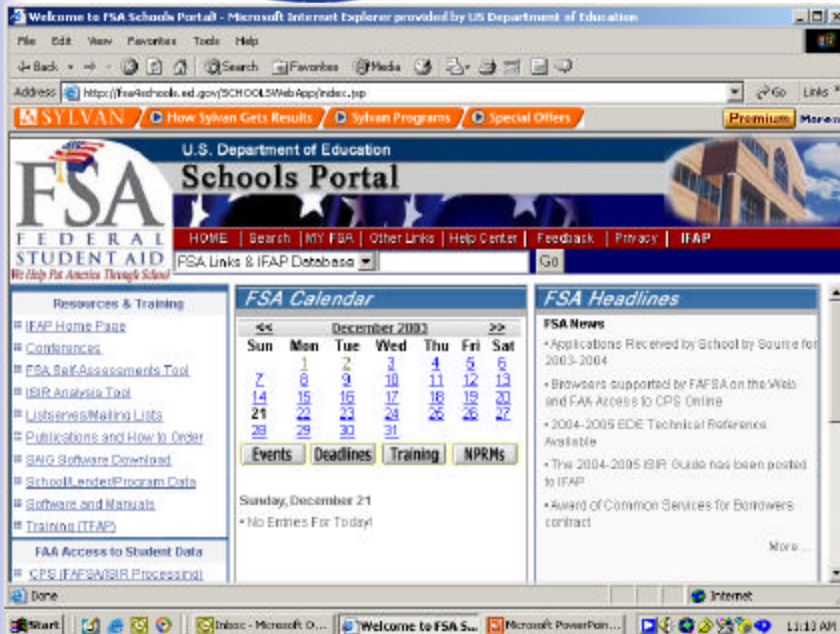 Welcome to FSA Schools Portal - Microsoft Internet Explorer provided by US Department of Education
File Edit View Favorites Tools Help
Back Search Favorites Media
Address http://fsa4schools.ed.gov/SCHOOLSWebApp/index.jsp Go Links
SYLVAN How Sylvan Gets Results Sylvan Programs Special Offers Premium More
U.S. Department of Education
Schools Portal
FSA
FEDERAL
STUDENT AID
We Help Put America Through School
HOME | Search | MY FSA | Other Links | Help Center | Feedback | Privacy | IFAP
FSA Links & IFAP Database Go
Resources & Training
IFAP Home Page
Conferences
FSA Self-Assessments Tool
ISIR Analysis Tool
Listserves/Mailing Lists
Publications and How to Order
SAIG Software Download
School/Lender/Program Data
Software and Manuals
Training (TFAP)
FAA Access to Student Data
CPS (FAFSA/ISIR Processing)
FSA Calendar
<< December 2003 >>
Sun Mon Tue Wed Thu Fri Sat
1 2 3 4 5 6
7 8 9 10 11 12 13
14 15 16 17 18 19 20
21 22 23 24 25 26 27
28 29 30 31
Events Deadlines Training NPRMs
Sunday, December 21
• No Entries For Today!
FSA Headlines
FSA News
• Applications Received by School by Source for
2003-2004
• Browsers supported by FAFSA on the Web
and FAA Access to CPS Online
• 2004-2005 EDE Technical Reference
Available
• The 2004-2005 ISIR Guide has been posted
to IFAP
• Award of Common Services for Borrowers
contract
More...
Done Internet
Start Inbox - Microsoft O... Welcome to FSA S... Microsoft PowerPoin... 11:13 AM